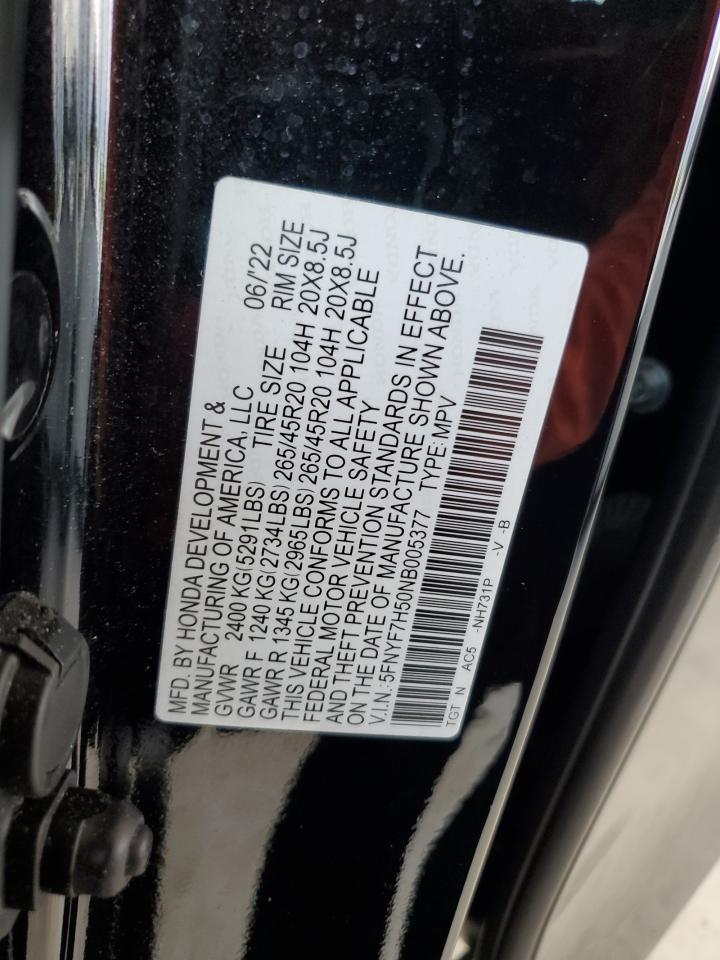 MFD. BY HONDA DEVELOPMENT & 06/'22
MANUFACTURING OF AMERICA, LLC
GVWR 2400 KG(5291LBS) TIRE SIZE RIM SIZE
GAWR F 1240 KG(2734LBS) 265/45R20 104H 20X8.5J
GAWR R 1345 KG(2965LBS) 265/45R20 104H 20X8.5J
THIS VEHICLE CONFORMS TO ALL APPLICABLE
FEDERAL MOTOR VEHICLE SAFETY
AND THEFT PREVENTION STANDARDS IN EFFECT
ON THE DATE OF MANUFACTURE SHOWN ABOVE.
V.I.N.:5FNYF7H50NB005377 TYPE: MPV
TGT N AC5 -NH731P -V -B